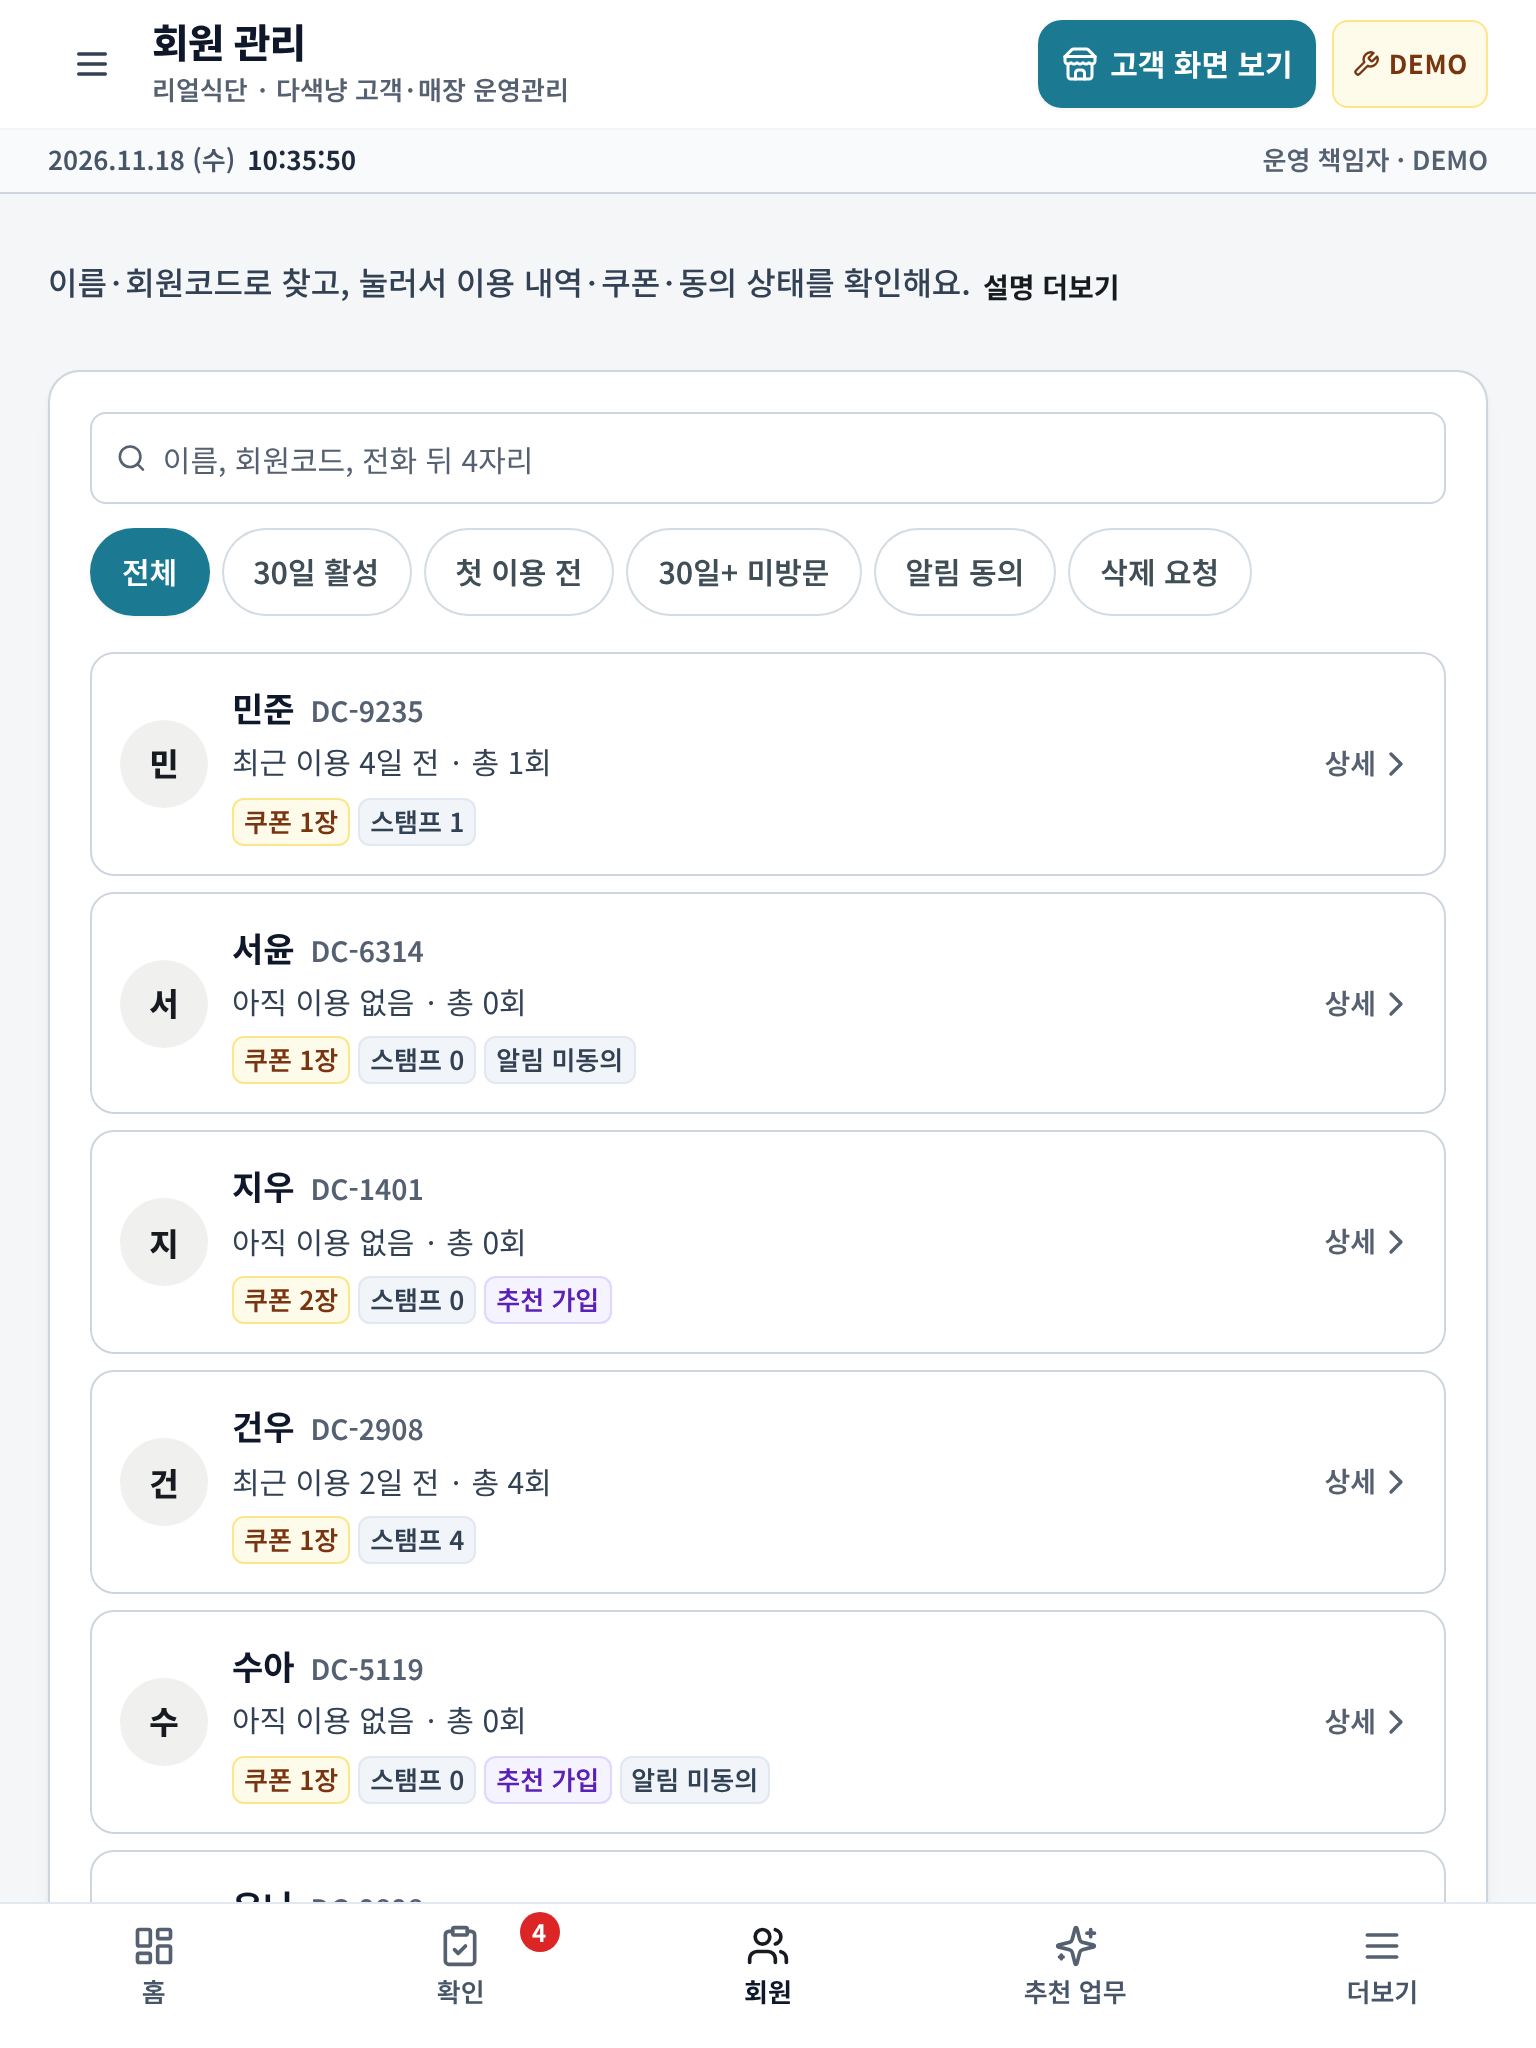 회원 관리
리얼식단 · 다색냥 고객·매장 운영관리
고객 화면 보기
DEMO
2026.11.18 (수) 10:35:50
운영 책임자 · DEMO
이름·회원코드로 찾고, 눌러서 이용 내역·쿠폰·동의 상태를 확인해요. 설명 더보기
이름, 회원코드, 전화 뒤 4자리
전체 30일 활성 첫 이용 전 30일+ 미방문 알림 동의 삭제 요청
민
민준 DC-9235
최근 이용 4일 전 · 총 1회
쿠폰 1장 스탬프 1
상세
서
서윤 DC-6314
아직 이용 없음 · 총 0회
쿠폰 1장 스탬프 0 알림 미동의
상세
지
지우 DC-1401
아직 이용 없음 · 총 0회
쿠폰 2장 스탬프 0 추천 가입
상세
건
건우 DC-2908
최근 이용 2일 전 · 총 4회
쿠폰 1장 스탬프 4
상세
수
수아 DC-5119
아직 이용 없음 · 총 0회
쿠폰 1장 스탬프 0 추천 가입 알림 미동의
상세
홈
확인 4
회원
추천 업무
더보기